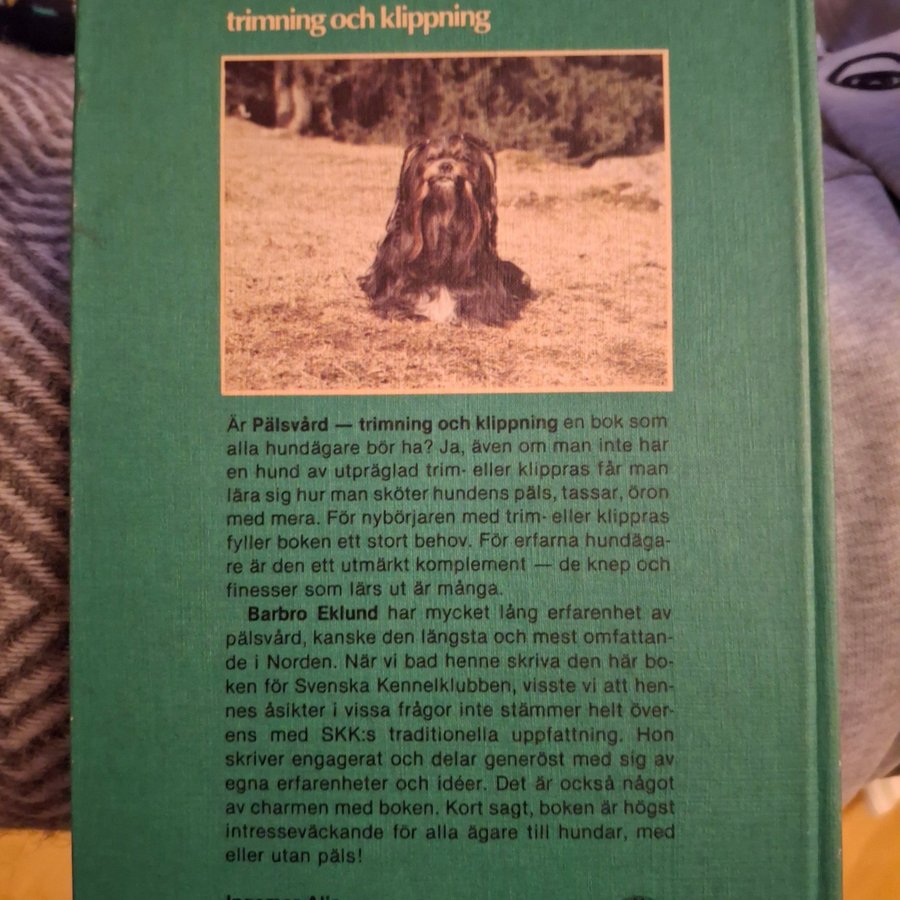 trimning och klippning
Är Pälsvård — trimning och klippning en bok som
alla hundägare bör ha? Ja, även om man inte har
en hund av utpräglad trim- eller klippras får man
lära sig hur man sköter hundens päls, tassar, öron
med mera. För nybörjaren med trim- eller klippras
fyller boken ett stort behov. För erfarna hundäga-
re är den ett utmärkt komplement — de knep och
finesser som lärs ut är många.
Barbro Eklund har mycket lång erfarenhet av
pälsvård, kanske den längsta och mest omfattan-
de i Norden. När vi bad henne skriva den här bo-
ken för Svenska Kennelklubben, visste vi att hen-
nes åsikter i vissa frågor inte stämmer helt över-
ens med SKK:s traditionella uppfattning. Hon
skriver engagerat och delar generöst med sig av
egna erfarenheter och idéer. Det är också något
av charmen med boken. Kort sagt, boken är högst
intresseväckande för alla ägare till hundar, med
eller utan päls!